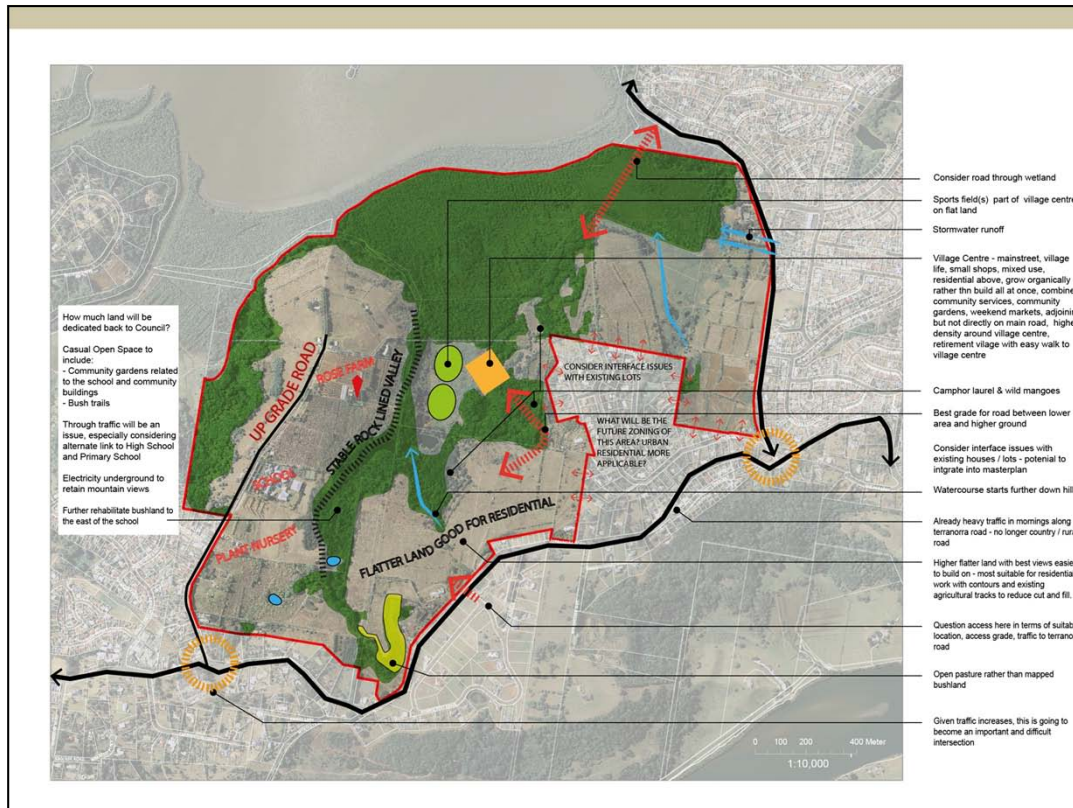 How much land will be
dedicated back to Council?
Casual Open Space to
include:
- Community gardens related
to the school and community
buildings
- Bush trails
Through traffic will be an
issue, especially considering
alternate link to High School
and Primary School
Electricity underground to
retain mountain views
Further rehabilitate bushland to
the east of the school
UPGRADE ROAD
ROSE FARM
STABLE ROCK LINED VALLEY
SCHOOL
PLANT NURSERY
FLATTER LAND GOOD FOR RESIDENTIAL
CONSIDER INTERFACE ISSUES
WITH EXISTING LOTS
WHAT WILL BE THE
FUTURE ZONING OF
THIS AREA? URBAN
RESIDENTIAL MORE
APPLICABLE?
Consider road through wetland
Sports field(s) part of village centre
on flat land
Stormwater runoff
Village Centre - mainstreet, village
life, small shops, mixed use,
residential above, grow organically
rather thn build all at once, combine
community services, community
gardens, weekend markets, adjoinin
but not directly on main road, highe
density around village centre,
retirement vilage with easy walk to
village centre
Camphor laurel & wild mangoes
Best grade for road between lower
area and higher ground
Consider interface issues with
existing houses / lots - potenial to
intgrate into masterplan
Watercourse starts further down hill
Already heavy traffic in mornings along
terranorra road - no longer country / rura
road
Higher flatter land with best views easie
to build on - most suitable for residential
work with contours and existing
agricultural tracks to reduce cut and fill.
Question access here in terms of suitab
location, access grade, traffic to terrano
road
Open pasture rather than mapped
bushland
Given traffic increases, this is going to
become an important and difficult
intersection
0 100 200 400 Meter
1:10,000